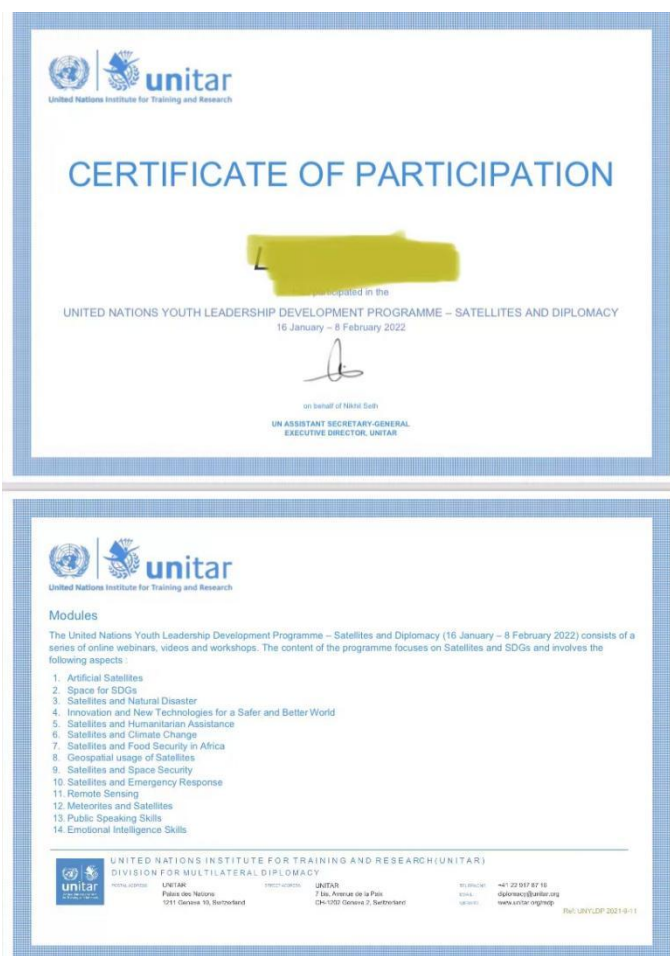 unitar
United Nations Institute for Training and Research
CERTIFICATE OF PARTICIPATION
participated in the
UNITED NATIONS YOUTH LEADERSHIP DEVELOPMENT PROGRAMME – SATELLITES AND DIPLOMACY
16 January – 8 February 2022
on behalf of Nikhil Seth
UN ASSISTANT SECRETARY-GENERAL
EXECUTIVE DIRECTOR, UNITAR
unitar
United Nations Institute for Training and Research
Modules
The United Nations Youth Leadership Development Programme – Satellites and Diplomacy (16 January – 8 February 2022) consists of a
series of online webinars, videos and workshops. The content of the programme focuses on Satellites and SDGs and involves the
following aspects :
1. Artificial Satellites
2. Space for SDGs
3. Satellites and Natural Disaster
4. Innovation and New Technologies for a Safer and Better World
5. Satellites and Humanitarian Assistance
6. Satellites and Climate Change
7. Satellites and Food Security in Africa
8. Geospatial usage of Satellites
9. Satellites and Space Security
10. Satellites and Emergency Response
11. Remote Sensing
12. Meteorites and Satellites
13. Public Speaking Skills
14. Emotional Intelligence Skills
UNITED NATIONS INSTITUTE FOR TRAINING AND RESEARCH (UNITAR)
DIVISION FOR MULTILATERAL DIPLOMACY
unitar
POSTAL ADDRESS UNITAR STREET ADDRESS UNITAR +41 22 917 87 18
Palais des Nations 7 bis, Avenue de la Paix EMAIL diplomacy@unitar.org
1211 Geneva 10, Switzerland CH-1202 Geneva 2, Switzerland WEBSITE www.unitar.org/mdp
Ref: UNYLDP 2021-9-11